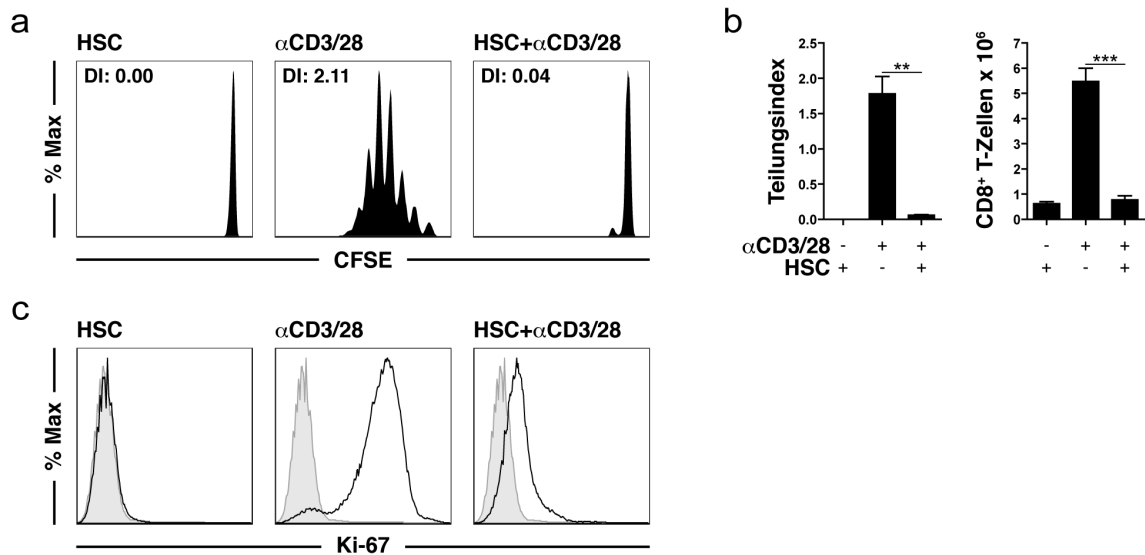 a
HSC αCD3/28 HSC+αCD3/28
DI: 0.00 DI: 2.11 DI: 0.04
% Max
CFSE
b
Teilungsindex
2.5
2.0
1.5
1.0
0.5
0.0
**
CD8⁺ T-Zellen x 10⁶
7
6
5
4
3
2
1
0
***
αCD3/28 - + + - + +
HSC + - + + - +
c
HSC αCD3/28 HSC+αCD3/28
% Max
Ki-67